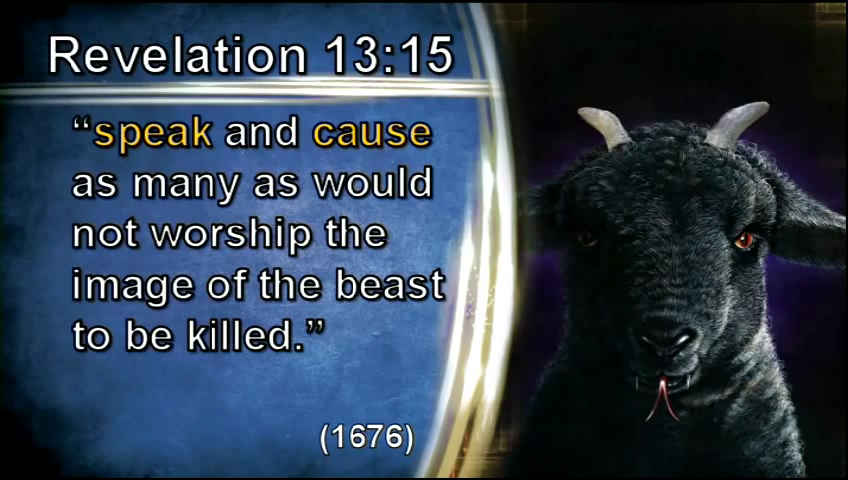 Revelation 13:15
“speak and cause
as many as would
not worship the
image of the beast
to be killed.”
(1676)